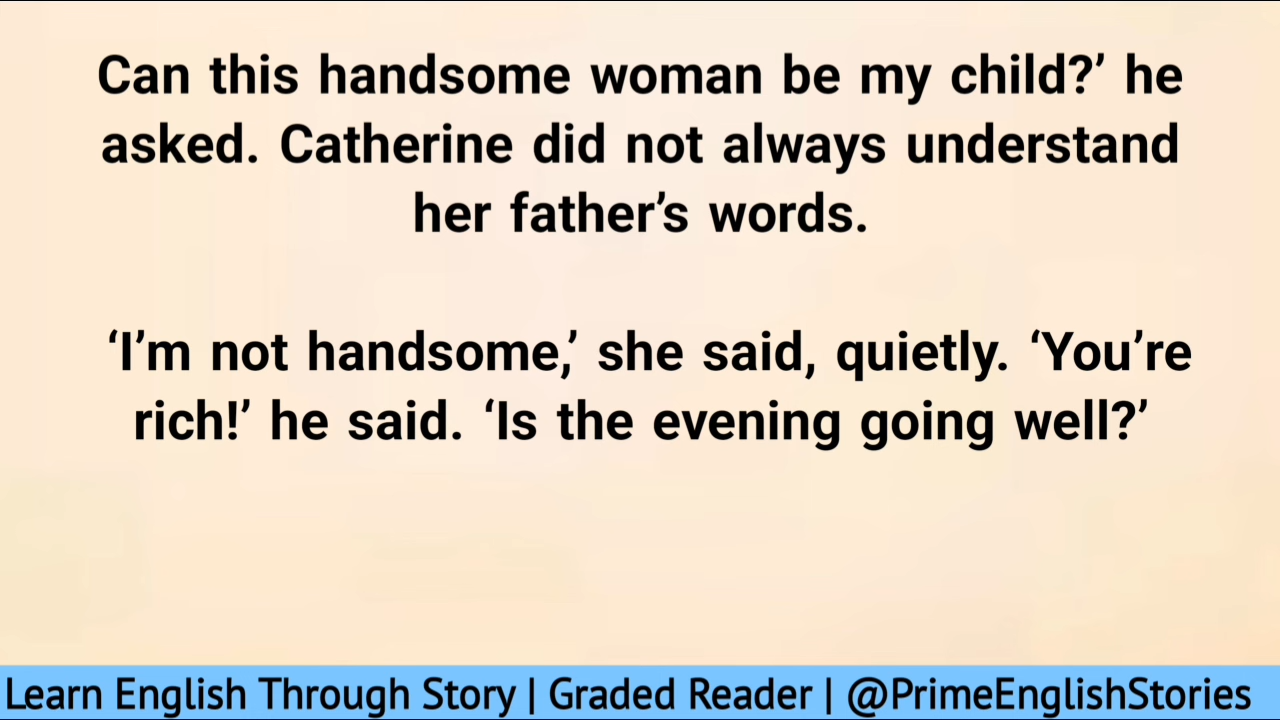 Can this handsome woman be my child?’ he
asked. Catherine did not always understand
her father’s words.
‘I’m not handsome,’ she said, quietly. ‘You’re
rich!’ he said. ‘Is the evening going well?’
Learn English Through Story | Graded Reader | @PrimeEnglishStories